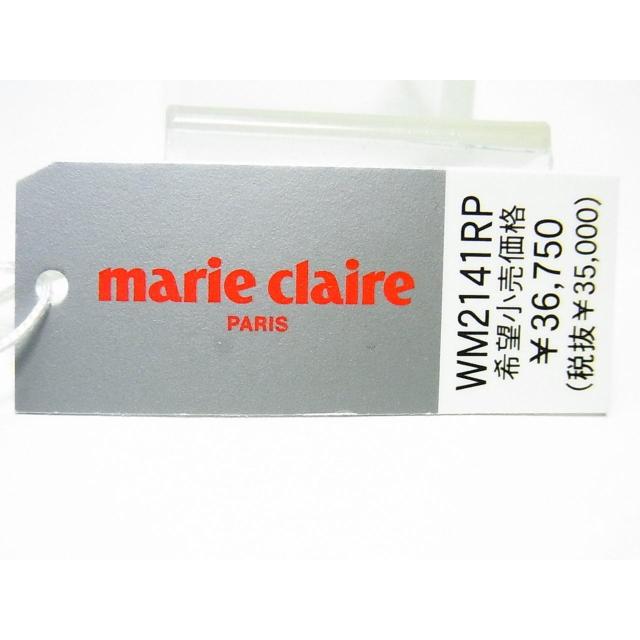 marie claire
PARIS
WM2141RP
希望小売価格
￥36,750
(税抜￥35,000)